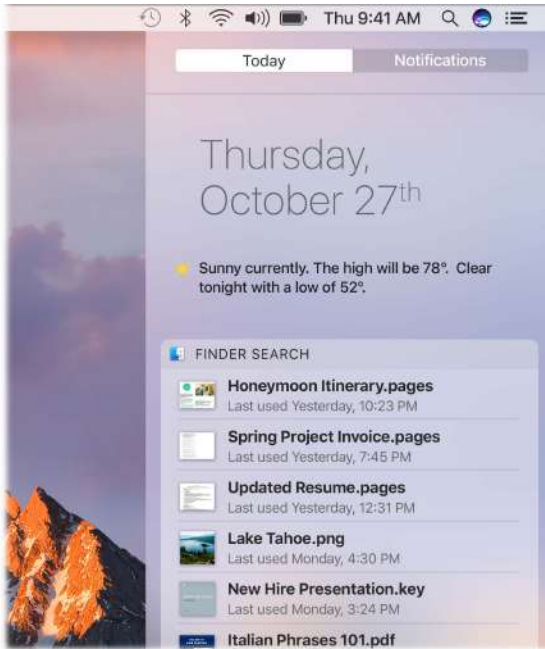 Thu 9:41 AM
Today
Notifications
Thursday,
October 27th
Sunny currently. The high will be 78°. Clear
tonight with a low of 52°.
FINDER SEARCH
Honeymoon Itinerary.pages
Last used Yesterday, 10:23 PM
Spring Project Invoice.pages
Last used Yesterday, 7:45 PM
Updated Resume.pages
Last used Yesterday, 12:31 PM
Lake Tahoe.png
Last used Monday, 4:30 PM
New Hire Presentation.key
Last used Monday, 3:24 PM
Italian Phrases 101.pdf